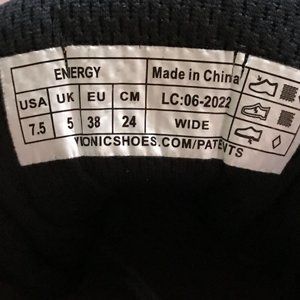 ENERGY Made in China
USA UK EU CM LC:06-2022
7.5 5 38 24 WIDE
VIONICSHOES.COM/PATENTS